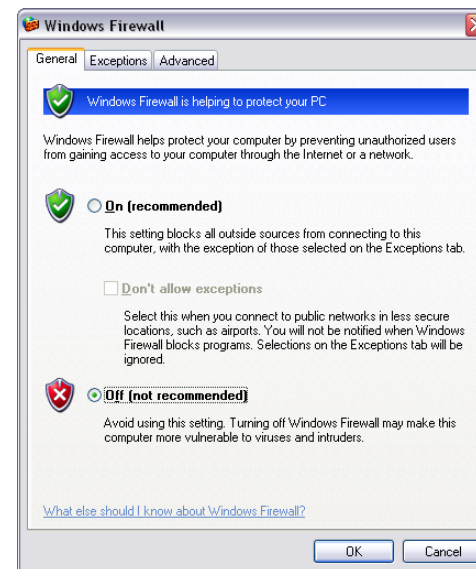 Windows Firewall
General Exceptions Advanced
Windows Firewall is helping to protect your PC
Windows Firewall helps protect your computer by preventing unauthorized users
from gaining access to your computer through the Internet or a network.
On (recommended)
This setting blocks all outside sources from connecting to this
computer, with the exception of those selected on the Exceptions tab.
Don't allow exceptions
Select this when you connect to public networks in less secure
locations, such as airports. You will not be notified when Windows
Firewall blocks programs. Selections on the Exceptions tab will be
ignored.
Off (not recommended)
Avoid using this setting. Turning off Windows Firewall may make this
computer more vulnerable to viruses and intruders.
What else should I know about Windows Firewall?
OK Cancel